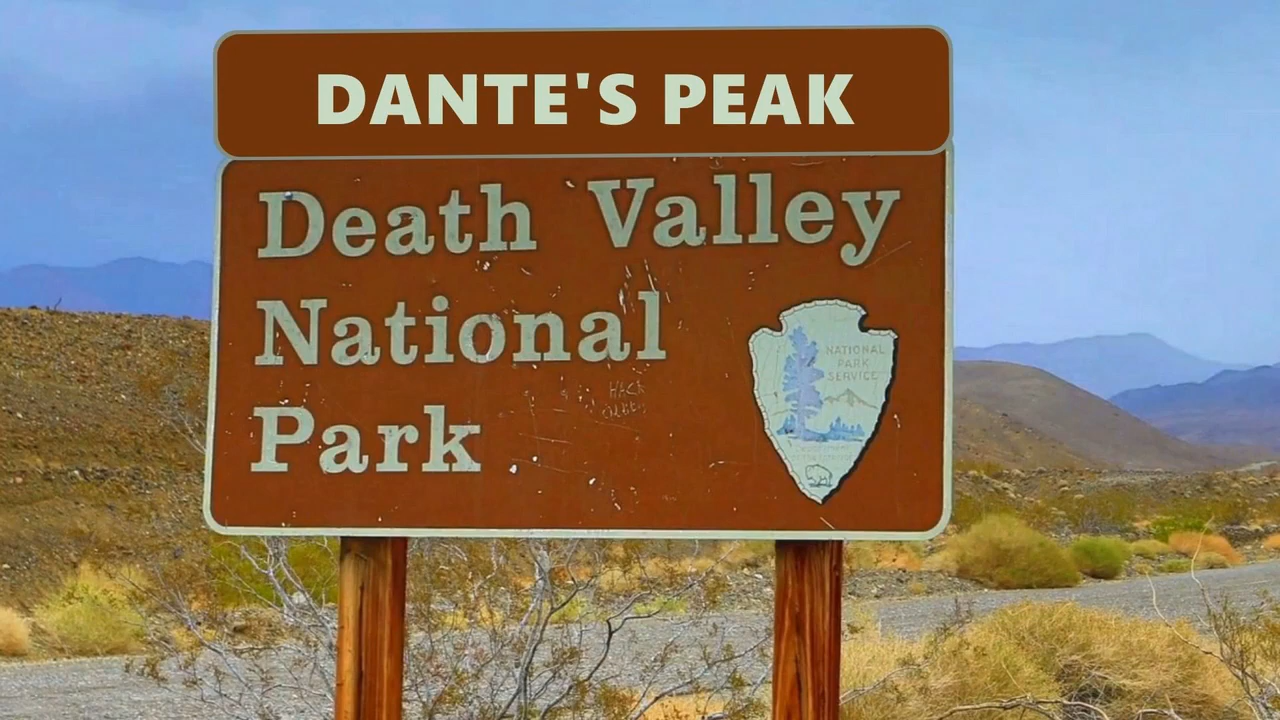 DANTE'S PEAK
Death Valley
National
Park
NATIONAL
PARK
SERVICE